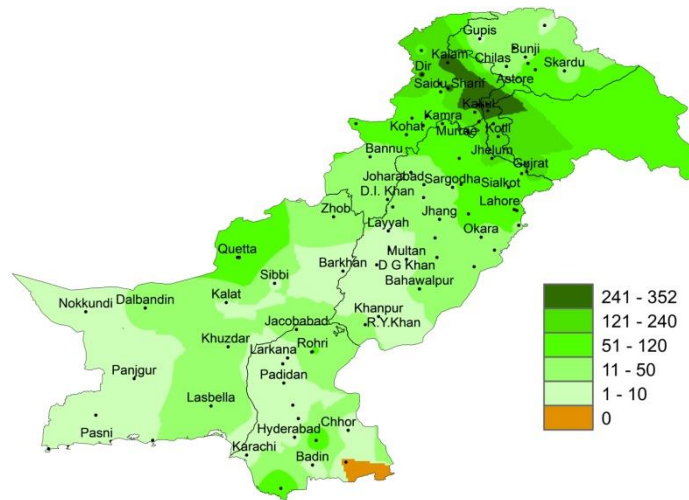 Gupis
Kalam
Bunji
Chilas
Dir
Skardu
Astore
Saidu Sharif
Kakul
Kamra
Kohat
Murree
Kotli
Bannu
Jhelum
Gujrat
Joharabad
Sargodha
Sialkot
D.I. Khan
Zhob
Jhang
Lahore
Layyah
Okara
Quetta
Multan
Barkhan
D G Khan
Sibbi
Bahawalpur
Nokkundi
Dalbandin
Kalat
Khanpur
R.Y.Khan
Jacobabad
Khuzdar
Rohri
Larkana
Panjgur
Padidan
Lasbella
Hyderabad
Chhor
Pasni
Karachi
Badin
241 - 352
121 - 240
51 - 120
11 - 50
1 - 10
0